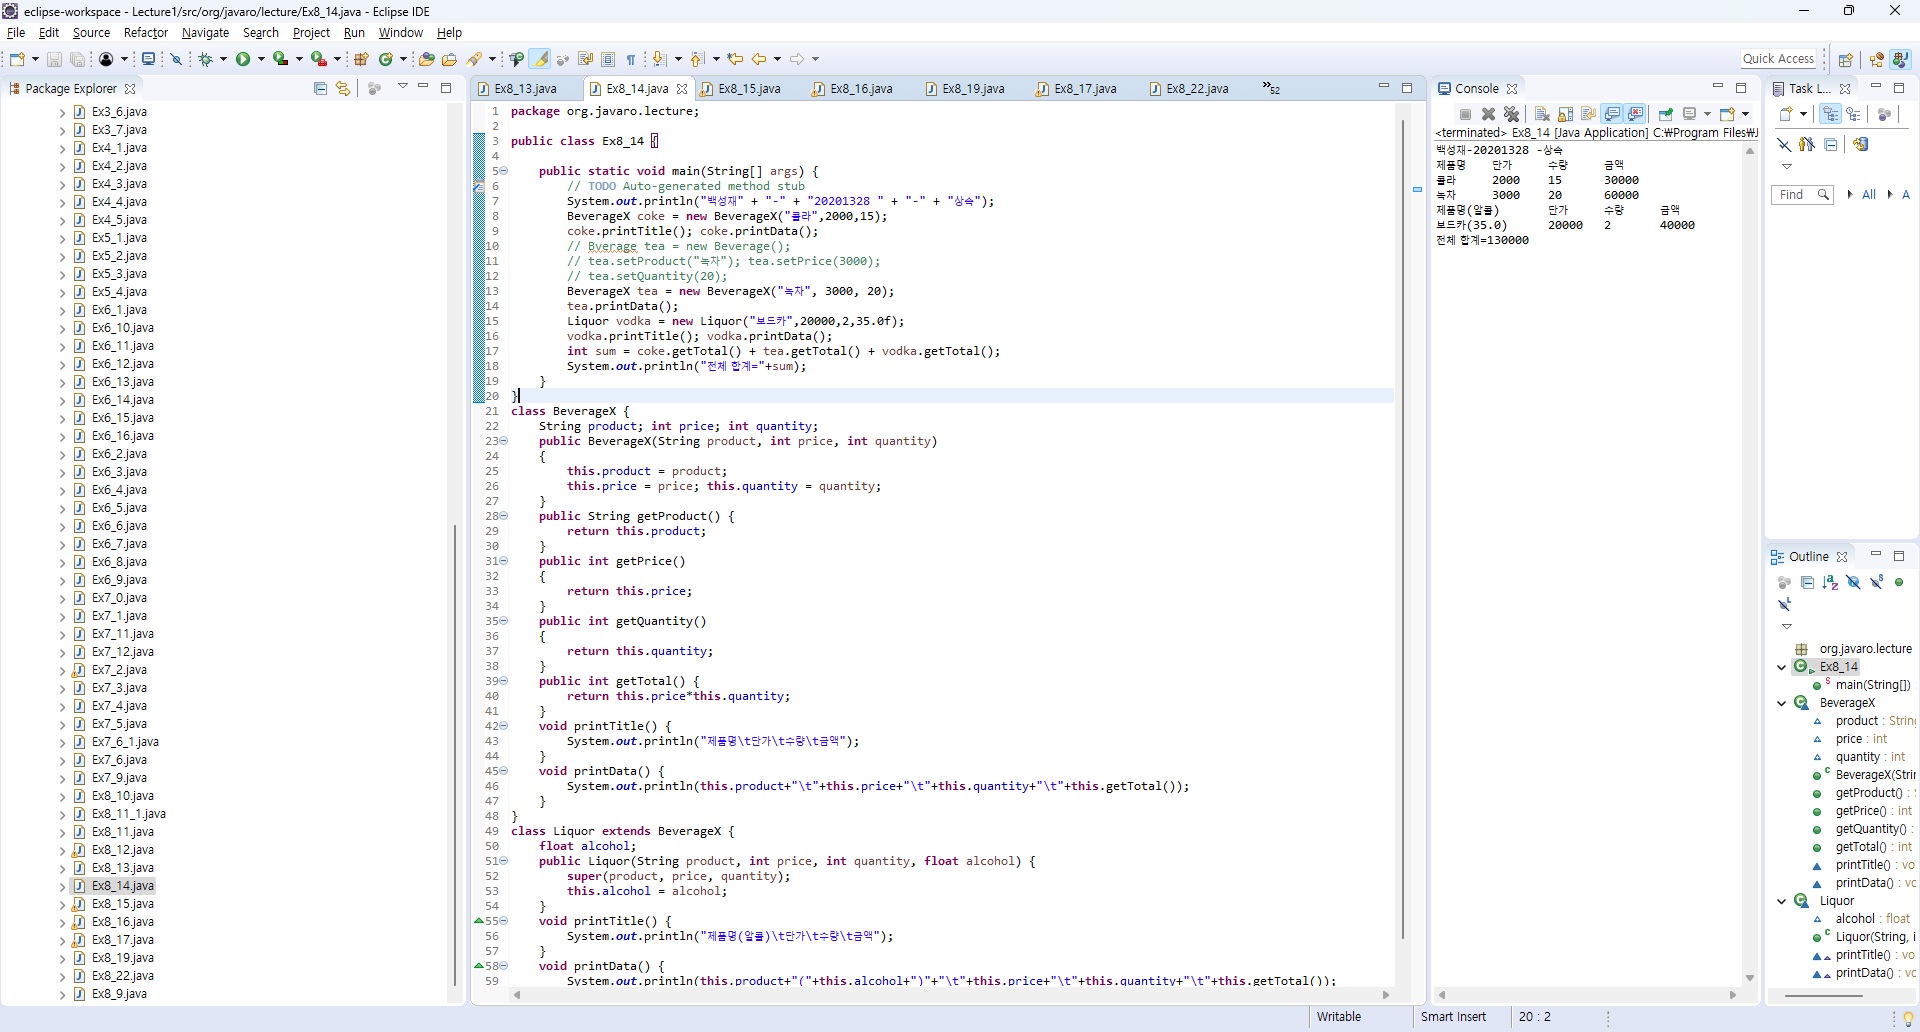 eclipse-workspace - Lecture1/src/org/javaro/lecture/Ex8_14.java - Eclipse IDE
File Edit Source Refactor Navigate Search Project Run Window Help
Quick Access
Package Explorer
Ex3_6.java
Ex3_7.java
Ex4_1.java
Ex4_2.java
Ex4_3.java
Ex4_4.java
Ex4_5.java
Ex5_1.java
Ex5_2.java
Ex5_3.java
Ex5_4.java
Ex6_1.java
Ex6_10.java
Ex6_11.java
Ex6_12.java
Ex6_13.java
Ex6_14.java
Ex6_15.java
Ex6_16.java
Ex6_2.java
Ex6_3.java
Ex6_4.java
Ex6_5.java
Ex6_6.java
Ex6_7.java
Ex6_8.java
Ex6_9.java
Ex7_0.java
Ex7_1.java
Ex7_11.java
Ex7_12.java
Ex7_2.java
Ex7_3.java
Ex7_4.java
Ex7_5.java
Ex7_6_1.java
Ex7_6.java
Ex7_9.java
Ex8_10.java
Ex8_11_1.java
Ex8_11.java
Ex8_12.java
Ex8_13.java
Ex8_14.java
Ex8_15.java
Ex8_16.java
Ex8_17.java
Ex8_19.java
Ex8_22.java
Ex8_9.java
Ex8_13.java Ex8_14.java Ex8_15.java Ex8_16.java Ex8_19.java Ex8_17.java Ex8_22.java »52
1 package org.javaro.lecture;
2
3 public class Ex8_14 {
4
5 public static void main(String[] args) {
6 // TODO Auto-generated method stub
7 System.out.println("백성재" + "-" + "20201328 " + "-" + "상속");
8 BeverageX coke = new BeverageX("콜라",2000,15);
9 coke.printTitle(); coke.printData();
10 // Bverage tea = new Beverage();
11 // tea.setProduct("녹차"); tea.setPrice(3000);
12 // tea.setQuantity(20);
13 BeverageX tea = new BeverageX("녹차", 3000, 20);
14 tea.printData();
15 Liquor vodka = new Liquor("보드카",20000,2,35.0f);
16 vodka.printTitle(); vodka.printData();
17 int sum = coke.getTotal() + tea.getTotal() + vodka.getTotal();
18 System.out.println("전체 합계="+sum);
19 }
20 }
21 class BeverageX {
22 String product; int price; int quantity;
23 public BeverageX(String product, int price, int quantity)
24 {
25 this.product = product;
26 this.price = price; this.quantity = quantity;
27 }
28 public String getProduct() {
29 return this.product;
30 }
31 public int getPrice()
32 {
33 return this.price;
34 }
35 public int getQuantity()
36 {
37 return this.quantity;
38 }
39 public int getTotal() {
40 return this.price*this.quantity;
41 }
42 void printTitle() {
43 System.out.println("제품명\t단가\t수량\t금액");
44 }
45 void printData() {
46 System.out.println(this.product+"\t"+this.price+"\t"+this.quantity+"\t"+this.getTotal());
47 }
48 }
49 class Liquor extends BeverageX {
50 float alcohol;
51 public Liquor(String product, int price, int quantity, float alcohol) {
52 super(product, price, quantity);
53 this.alcohol = alcohol;
54 }
55 void printTitle() {
56 System.out.println("제품명(알콜)\t단가\t수량\t금액");
57 }
58 void printData() {
59 System.out.println(this.product+"("+this.alcohol+")"+"\t"+this.price+"\t"+this.quantity+"\t"+this.getTotal());
Console
<terminated> Ex8_14 [Java Application] C:₩Program Files₩J
백성재-20201328 -상속
제품명 단가 수량 금액
콜라 2000 15 30000
녹차 3000 20 60000
제품명(알콜) 단가 수량 금액
보드카(35.0) 20000 2 40000
전체 합계=130000
Task L...
Find All A
Outline
org.javaro.lecture
Ex8_14
main(String[])
BeverageX
product : String
price : int
quantity : int
BeverageX(Strin
getProduct() :
getPrice() : int
getQuantity() :
getTotal() : int
printTitle() : vo
printData() : vo
Liquor
alcohol : float
Liquor(String, i
printTitle() : vo
printData() : vo
Writable Smart Insert 20 : 2